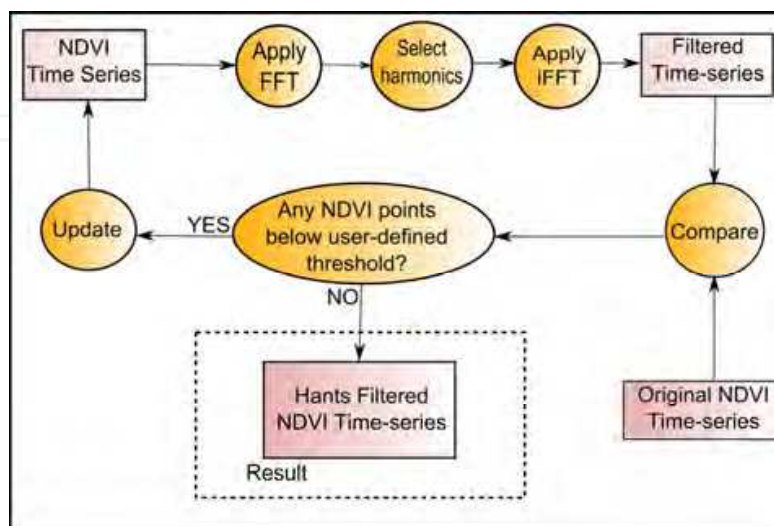 NDVI
Time Series
Apply
FFT
Select
harmonics
Apply
iFFT
Filtered
Time-series
Update
YES
Any NDVI points
below user-defined
threshold?
Compare
NO
Hants Filtered
NDVI Time-series
Result
Original NDVI
Time-series